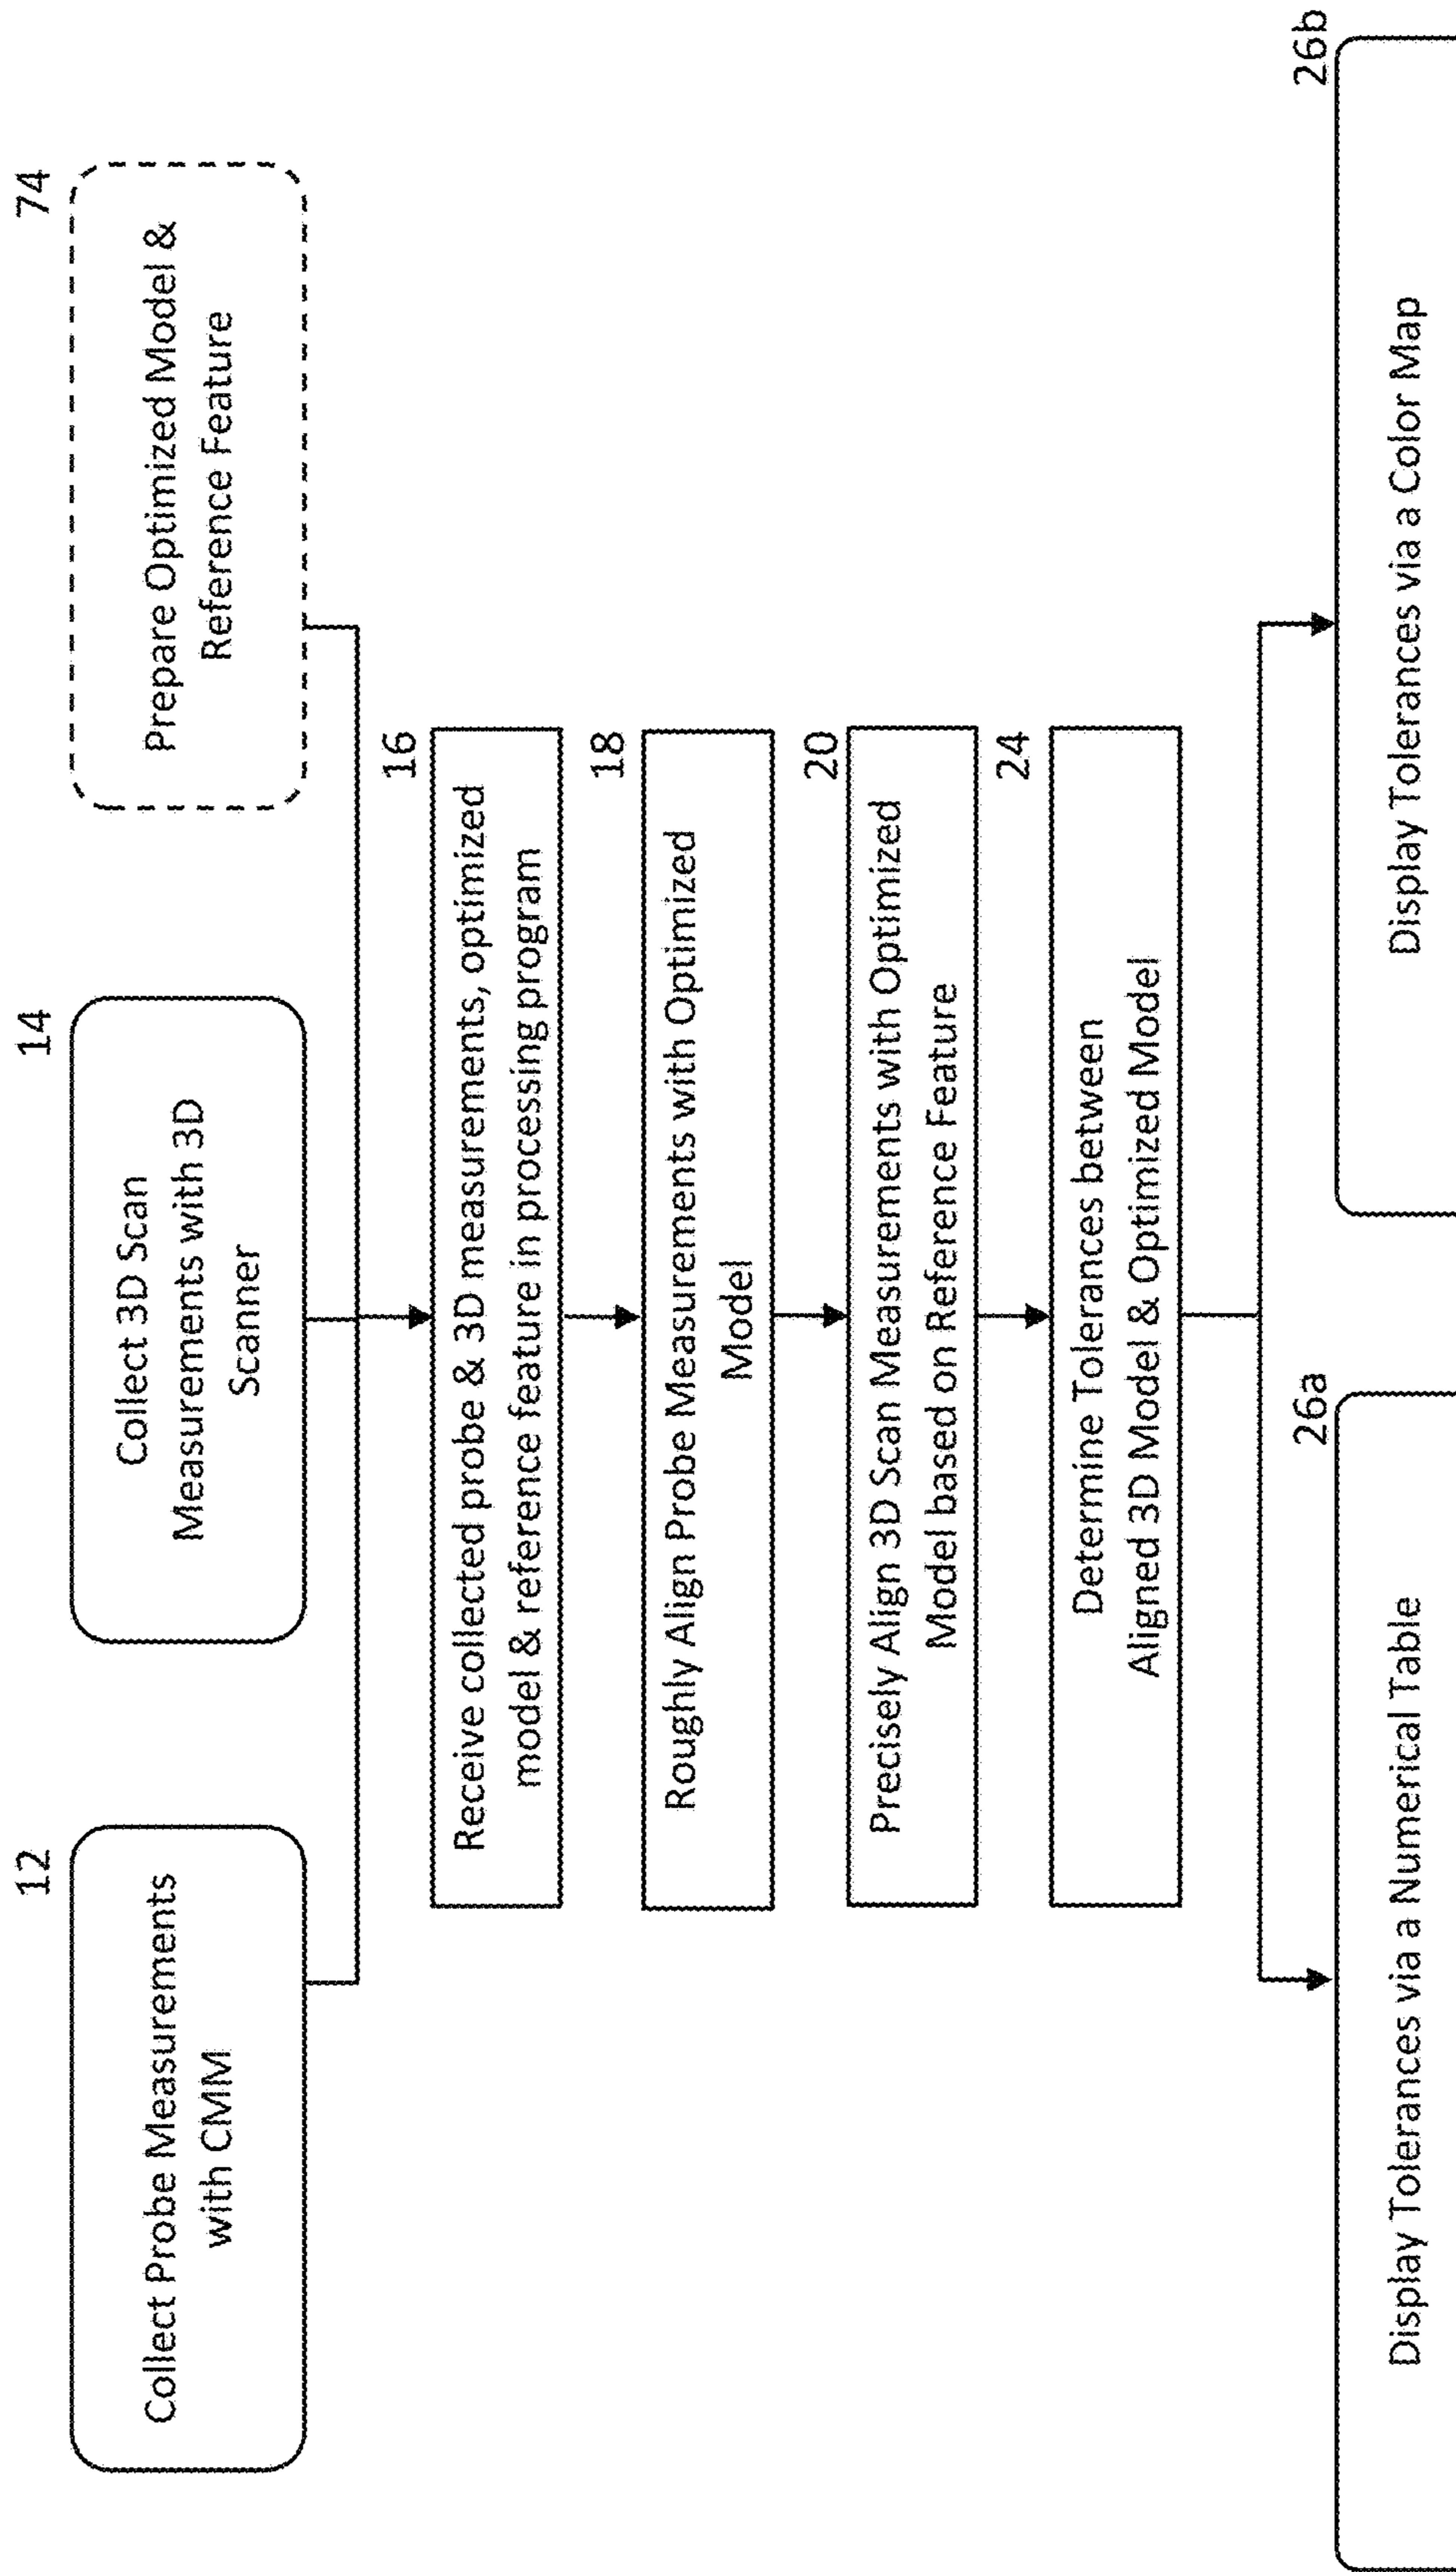 12
Collect Probe Measurements
with CMM
14
Collect 3D Scan
Measurements with 3D
Scanner
74
Prepare Optimized Model &
Reference Feature
16
Receive collected probe & 3D measurements, optimized
model & reference feature in processing program
18
Roughly Align Probe Measurements with Optimized
Model
20
Precisely Align 3D Scan Measurements with Optimized
Model based on Reference Feature
24
Determine Tolerances between
Aligned 3D Model & Optimized Model
26a
Display Tolerances via a Numerical Table
26b
Display Tolerances via a Color Map